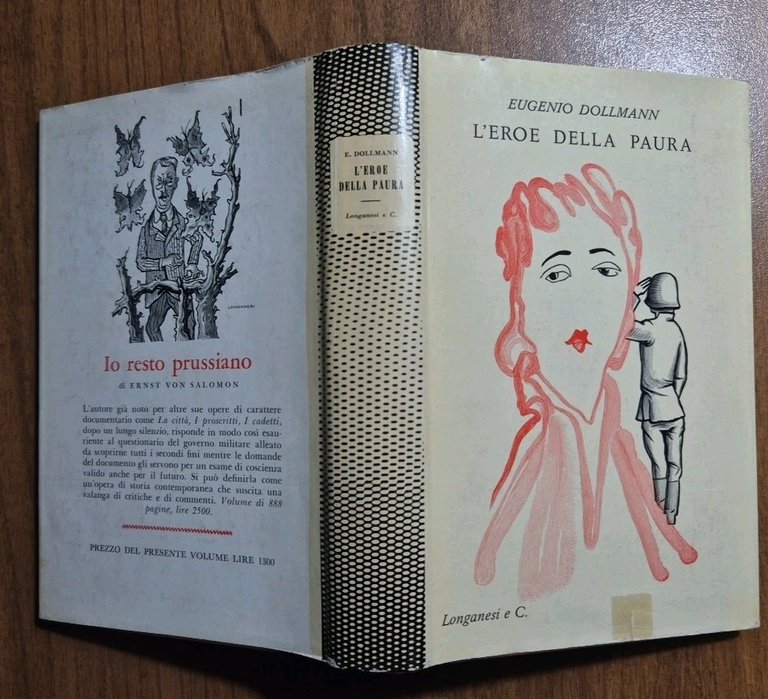 LONGANESI
Io resto prussiano
di ERNST VON SALOMON
L'autore già noto per altre sue opere di carattere
documentario come La città, I proscritti, I cadetti,
dopo un lungo silenzio, risponde in modo così esau-
riente al questionario del governo militare alleato
da scoprirne tutti i secondi fini mentre le domande
del documento gli servono per un esame di coscienza
valido anche per il futuro. Si può definirla come
un'opera di storia contemporanea che suscita una
valanga di critiche e di commenti. Volume di 888
pagine, lire 2500.
PREZZO DEL PRESENTE VOLUME LIRE 1300
E. DOLLMANN
L'EROE
DELLA PAURA
Longanesi e C.
EUGENIO DOLLMANN
L'EROE DELLA PAURA
Longanesi e C.